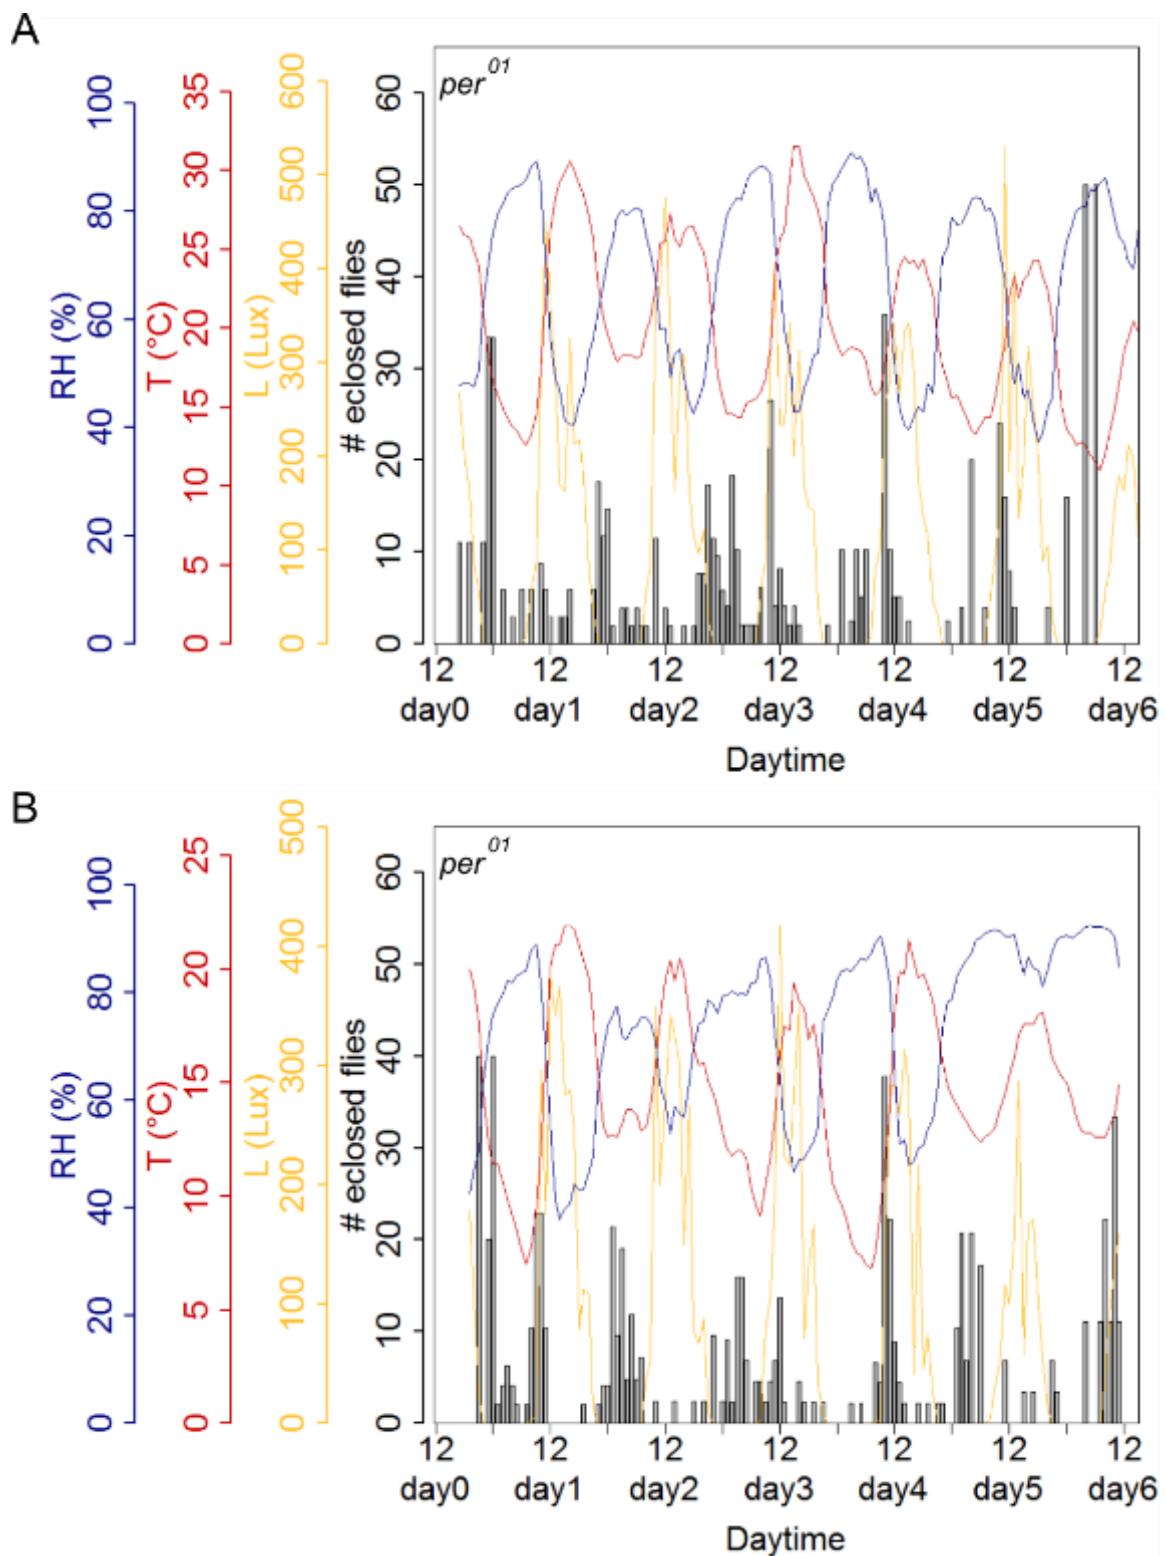 A
per01
RH (%)
0 20 40 60 80 100
T (°C)
0 5 10 15 20 25 30 35
L (Lux)
0 100 200 300 400 500 600
# eclosed flies
0 10 20 30 40 50 60
12 12 12 12 12 12 12
day0 day1 day2 day3 day4 day5 day6
Daytime
B
per01
RH (%)
0 20 40 60 80 100
T (°C)
0 5 10 15 20 25
L (Lux)
0 100 200 300 400 500
# eclosed flies
0 10 20 30 40 50 60
12 12 12 12 12 12 12
day0 day1 day2 day3 day4 day5 day6
Daytime